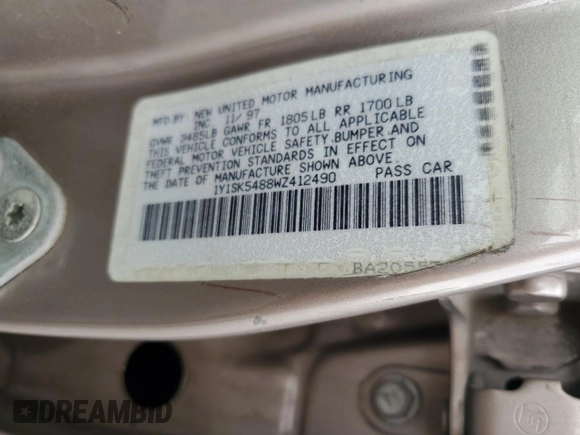 MFD.BY NEW UNITED MOTOR MANUFACTURING
INC. 11/ 97
GVWR 3485LB GAWR FR 1805LB RR 1700LB
THIS VEHICLE CONFORMS TO ALL APPLICABLE
FEDERAL MOTOR VEHICLE SAFETY,BUMPER,AND
THEFT PREVENTION STANDARDS IN EFFECT ON
THE DATE OF MANUFACTURE SHOWN ABOVE.
1Y1SK5488WZ412490 PASS CAR
DREAMBID